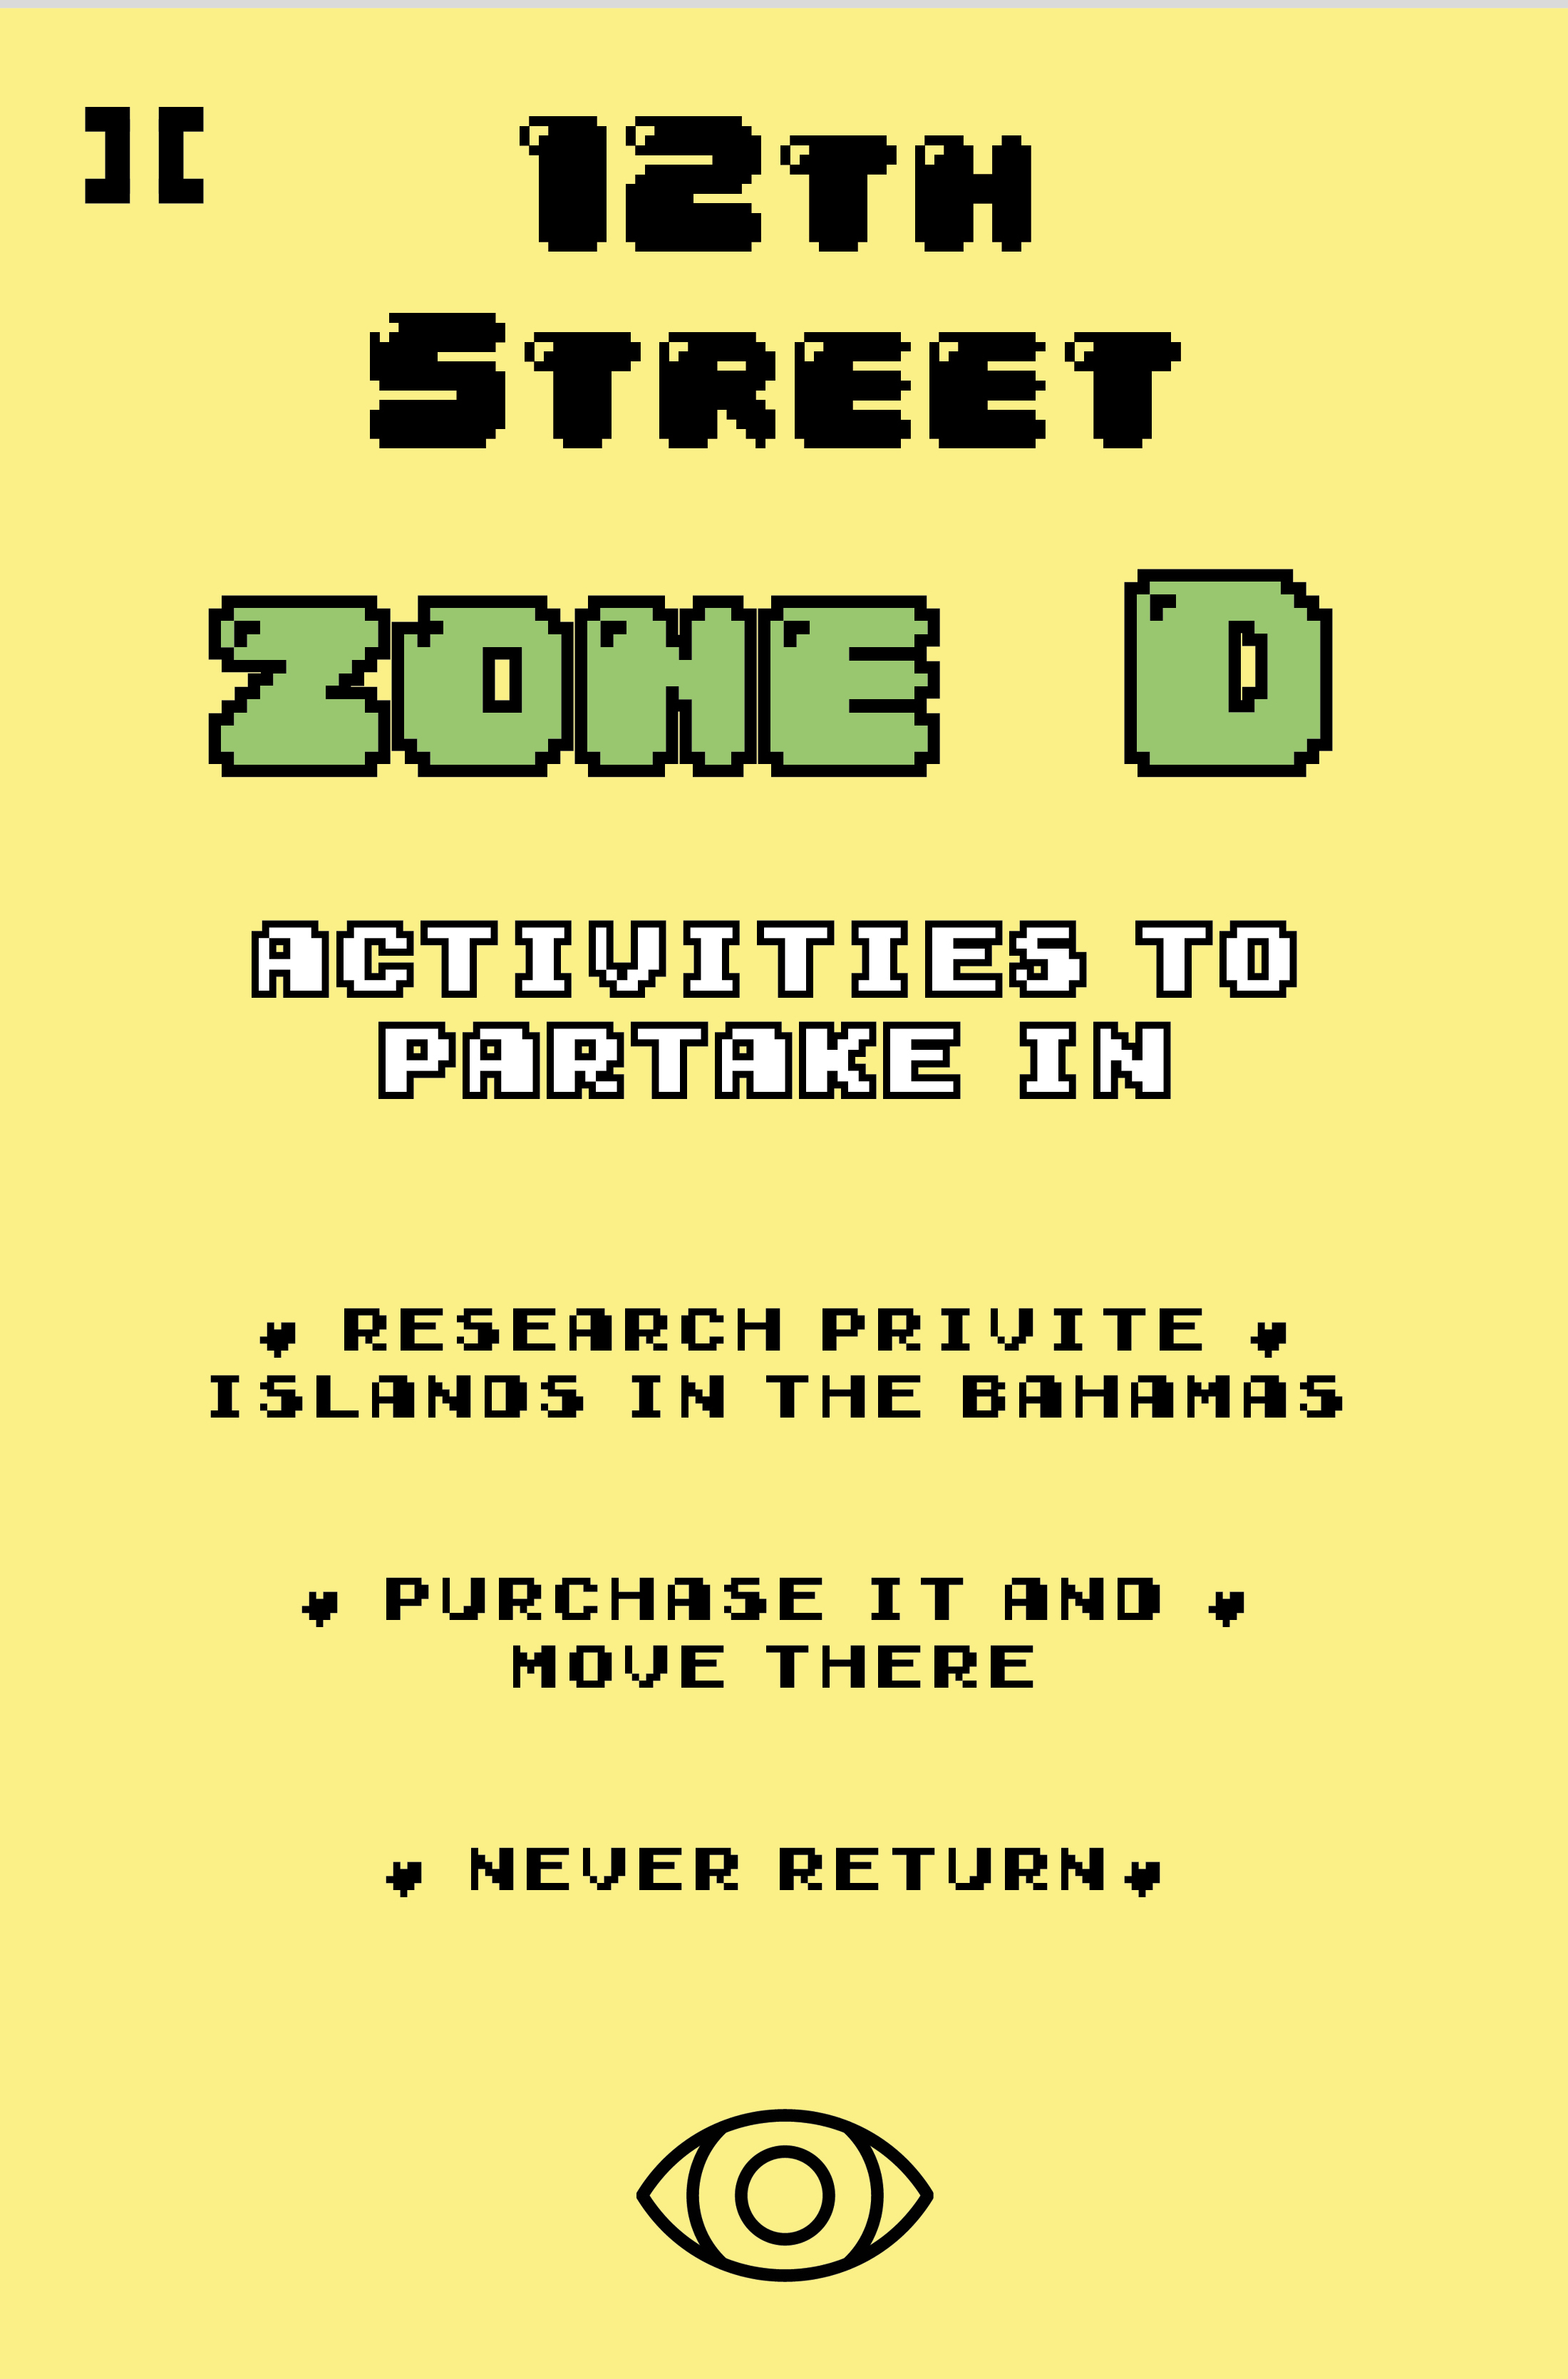 ][
12TH
STREET
ZONE D
ACTIVITIES TO
PARTAKE IN
♥ RESEARCH PRIVITE ♥
ISLANDS IN THE BAHAMAS
♥ PURCHASE IT AND ♥
MOVE THERE
♥ NEVER RETURN ♥